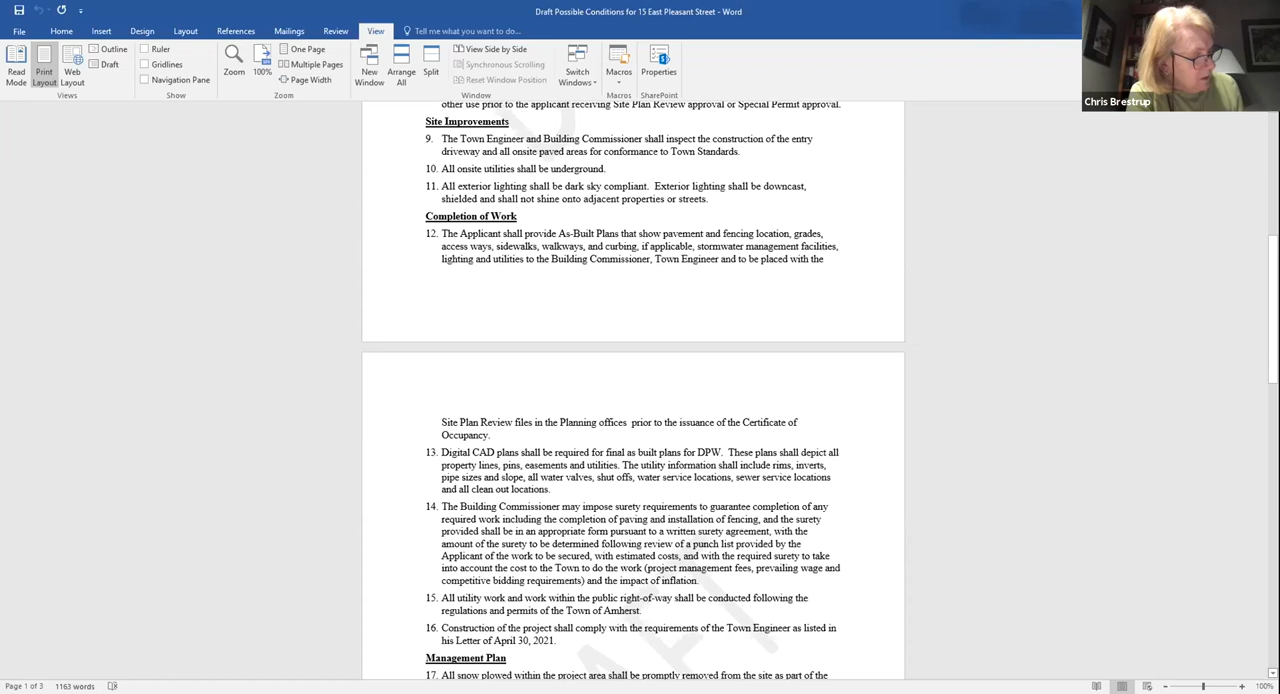 Draft Possible Conditions for 15 East Pleasant Street - Word
File Home Insert Design Layout References Mailings Review View Tell me what you want to do...
Read Mode
Print Layout
Web Layout
Outline
Draft
Views
Ruler
Gridlines
Navigation Pane
Show
Zoom
100%
One Page
Multiple Pages
Page Width
Zoom
New Window
Arrange All
Split
View Side by Side
Synchronous Scrolling
Reset Window Position
Window
Switch Windows
Macros
Macros
Properties
SharePoint
Chris Brestrup
other use prior to the applicant receiving Site Plan Review approval or Special Permit approval.
Site Improvements
9. The Town Engineer and Building Commissioner shall inspect the construction of the entry
driveway and all onsite paved areas for conformance to Town Standards.
10. All onsite utilities shall be underground.
11. All exterior lighting shall be dark sky compliant. Exterior lighting shall be downcast,
shielded and shall not shine onto adjacent properties or streets.
Completion of Work
12. The Applicant shall provide As-Built Plans that show pavement and fencing location, grades,
access ways, sidewalks, walkways, and curbing, if applicable, stormwater management facilities,
lighting and utilities to the Building Commissioner, Town Engineer and to be placed with the
Site Plan Review files in the Planning offices prior to the issuance of the Certificate of
Occupancy.
13. Digital CAD plans shall be required for final as built plans for DPW. These plans shall depict all
property lines, pins, easements and utilities. The utility information shall include rims, inverts,
pipe sizes and slope, all water valves, shut offs, water service locations, sewer service locations
and all clean out locations.
14. The Building Commissioner may impose surety requirements to guarantee completion of any
required work including the completion of paving and installation of fencing, and the surety
provided shall be in an appropriate form pursuant to a written surety agreement, with the
amount of the surety to be determined following review of a punch list provided by the
Applicant of the work to be secured, with estimated costs, and with the required surety to take
into account the cost to the Town to do the work (project management fees, prevailing wage and
competitive bidding requirements) and the impact of inflation.
15. All utility work and work within the public right-of-way shall be conducted following the
regulations and permits of the Town of Amherst.
16. Construction of the project shall comply with the requirements of the Town Engineer as listed in
his Letter of April 30, 2021.
Management Plan
17. All snow plowed within the project area shall be promptly removed from the site as part of the
Page 1 of 3 1163 words
100%